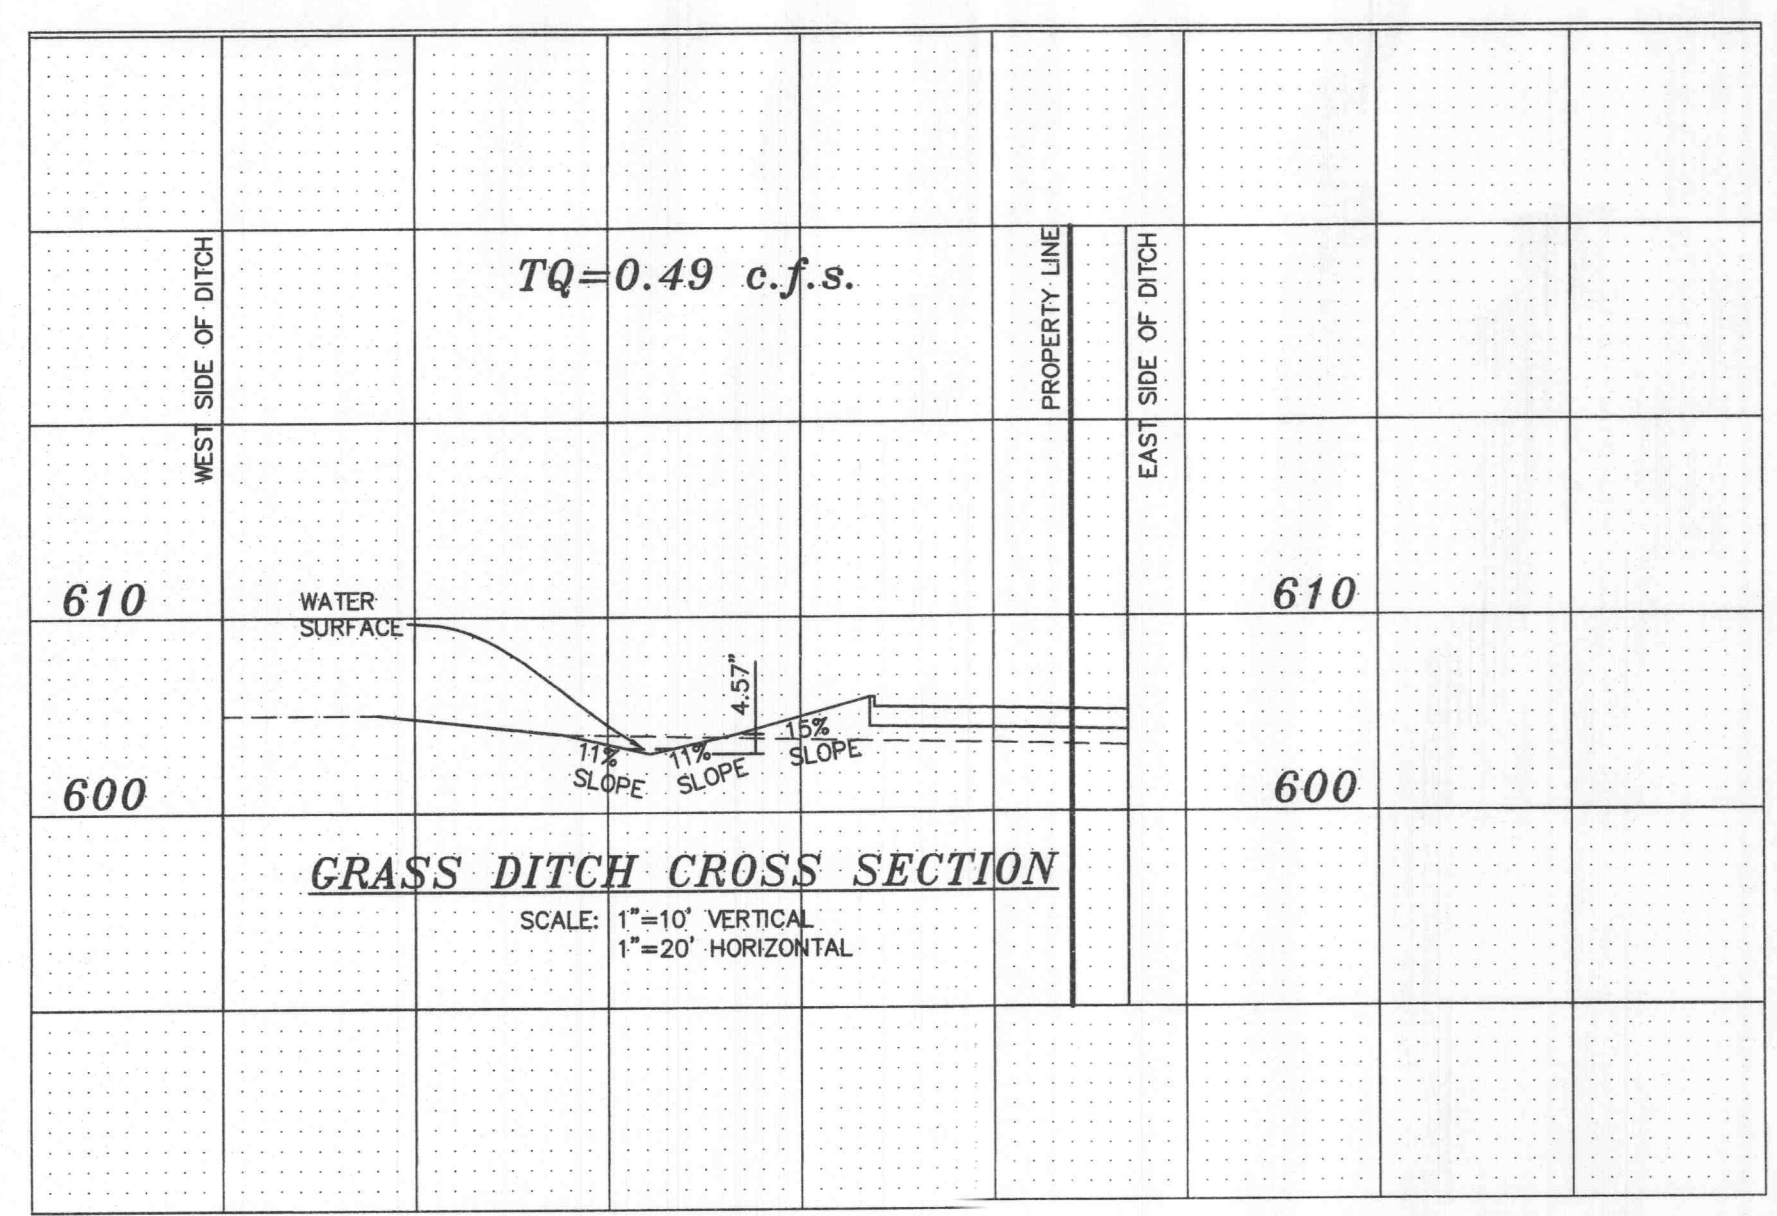 WEST SIDE OF DITCH
TQ=0.49 c.f.s.
PROPERTY LINE
EAST SIDE OF DITCH
610
WATER
SURFACE
610
4.57"
11%
SLOPE
11%
SLOPE
15%
SLOPE
600
600
GRASS DITCH CROSS SECTION
SCALE: 1"=10' VERTICAL
1"=20' HORIZONTAL